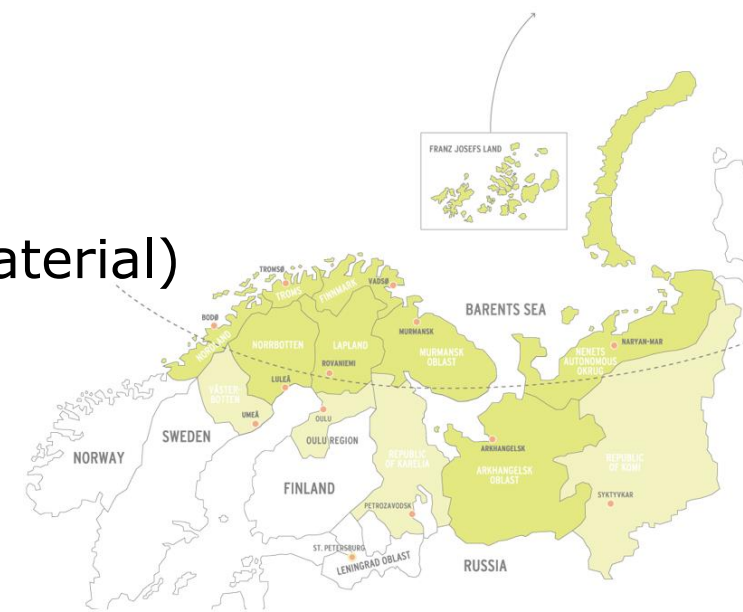 FRANZ JOSEFS LAND
aterial)
TROMSØ
TROMS
FINNMARK
VADSØ
BARENTS SEA
BODØ
NORDLAND
MURMANSK
NARYAN-MAR
NORRBOTTEN
LAPLAND
MURMANSK
OBLAST
NENETS
AUTONOMOUS
OKRUG
ROVANIEMI
LULEÅ
VÄSTER-
BOTTEN
UMEÅ
OULU
SWEDEN
OULU REGION
NORWAY
ARKHANGELSK
REPUBLIC
OF KARELIA
ARKHANGELSK
OBLAST
REPUBLIC
OF KOMI
FINLAND
SYKTYVKAR
PETROZAVODSK
ST. PETERSBURG
LENINGRAD OBLAST
RUSSIA